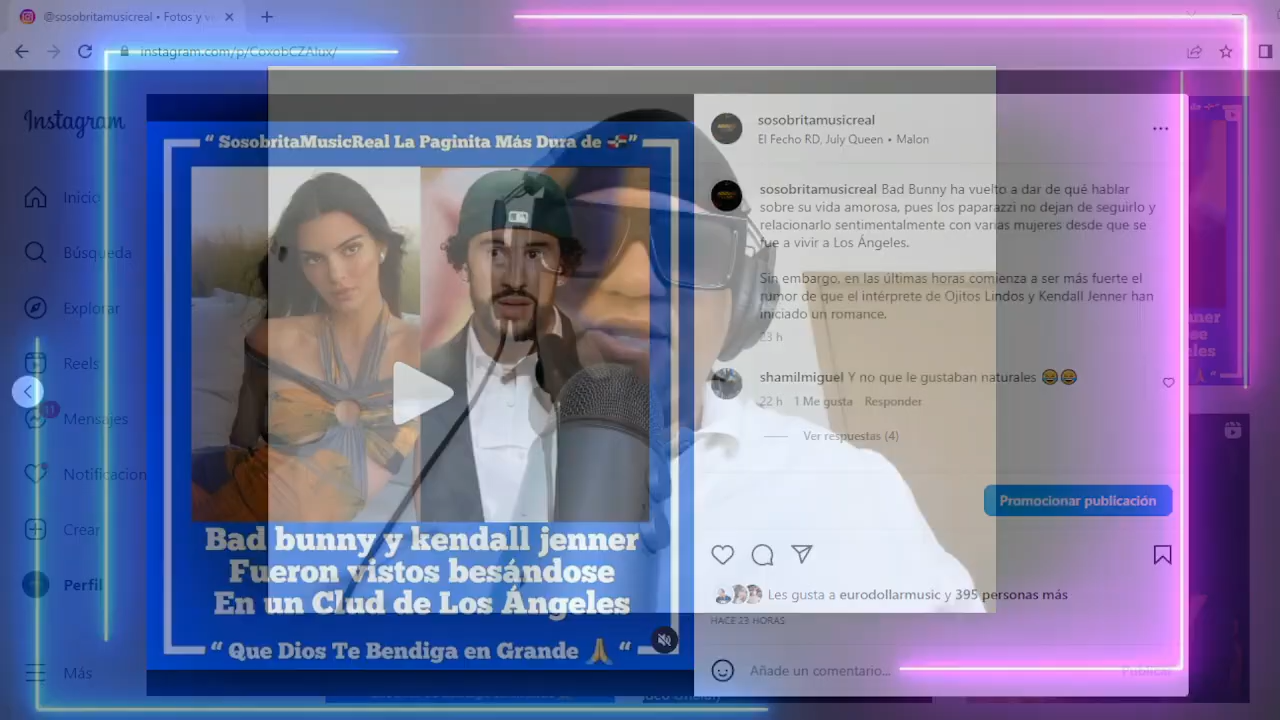 @sosobritamusicreal • Fotos y vi
instagram.com/p/CoxobCZAlux/
Instagram
Inicio
Búsqueda
Explorar
Reels
11
Mensajes
Notificacion
Crear
Perfil
Más
“ SosobritaMusicReal La Paginita Más Dura de 🇩🇴”
Bad bunny y kendall jenner
Fueron vistos besándose
En un Clud de Los Ángeles
“ Que Dios Te Bendiga en Grande 🙏 “
sosobritamusicreal
El Fecho RD, July Queen • Malon
sosobritamusicreal Bad Bunny ha vuelto a dar de qué hablar
sobre su vida amorosa, pues los paparazzi no dejan de seguirlo y
relacionarlo sentimentalmente con varias mujeres desde que se
fue a vivir a Los Ángeles.
Sin embargo, en las últimas horas comienza a ser más fuerte el
rumor de que el intérprete de Ojitos Lindos y Kendall Jenner han
iniciado un romance.
23 h
shamilmiguel Y no que le gustaban naturales 😂😂
22 h 1 Me gusta Responder
Ver respuestas (4)
Promocionar publicación
Les gusta a eurodollarmusic y 395 personas más
HACE 23 HORAS
Añade un comentario...
Publicar